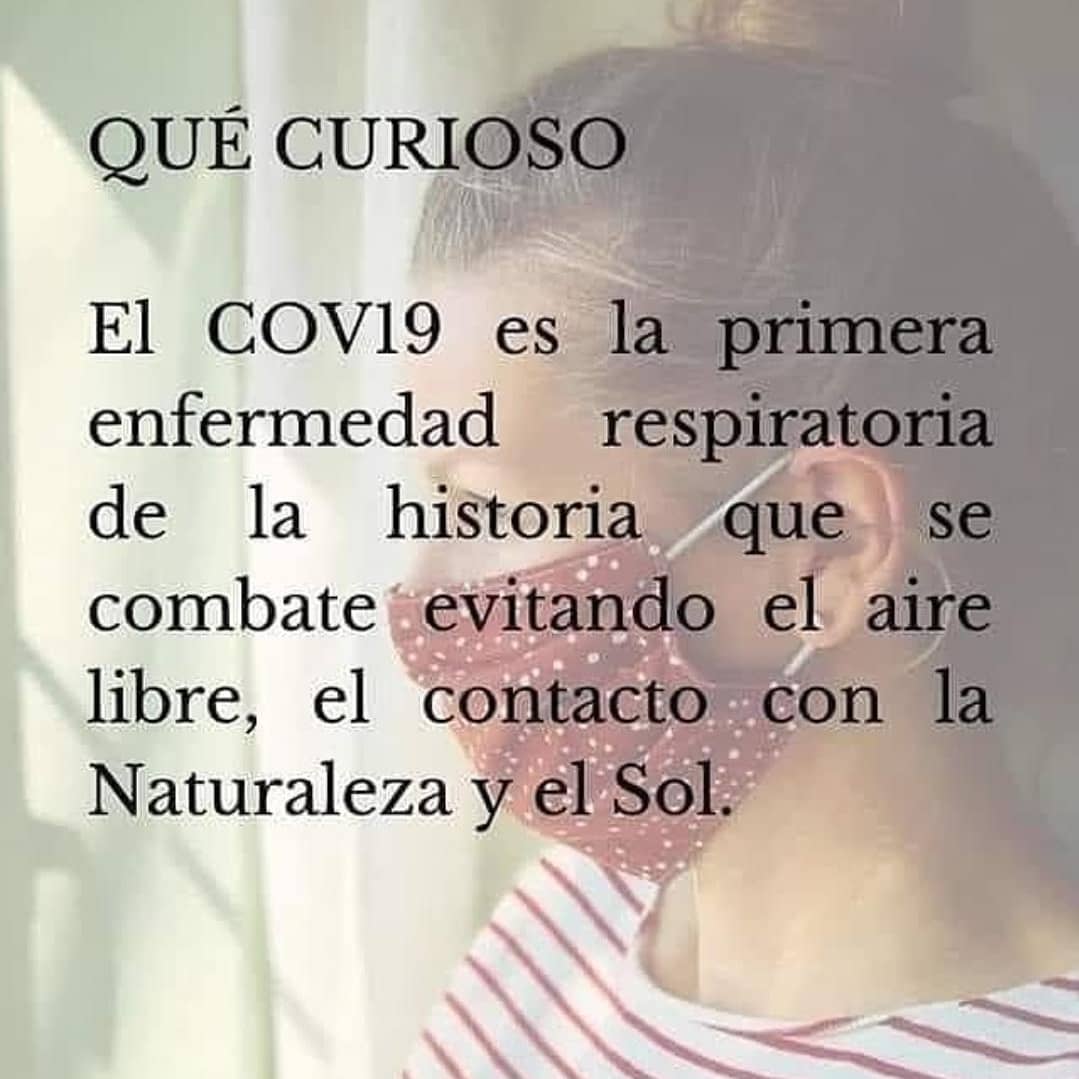 QUÉ CURIOSO
El COV19 es la primera
enfermedad respiratoria
de la historia que se
combate evitando el aire
libre, el contacto con la
Naturaleza y el Sol.